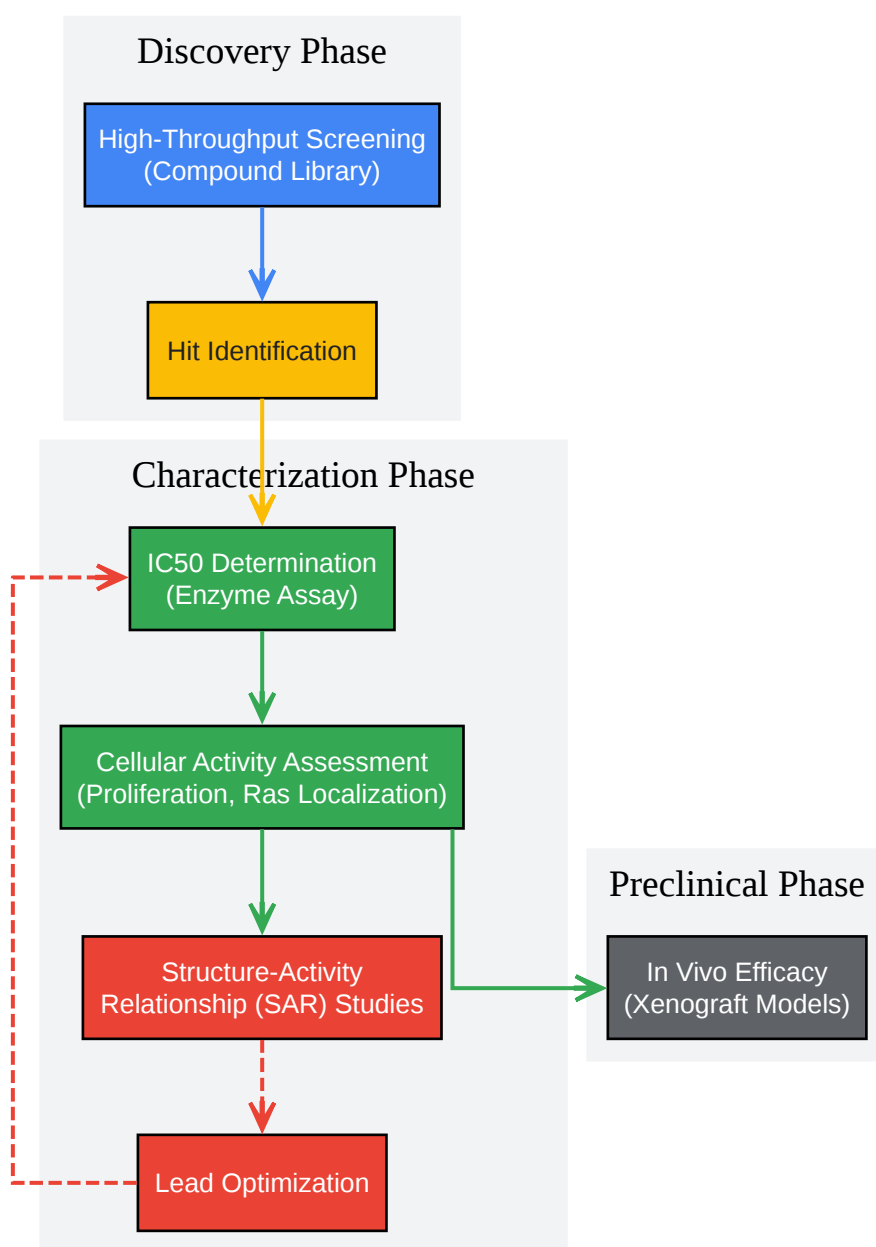 Discovery Phase
High-Throughput Screening
(Compound Library)
Hit Identification
Characterization Phase
IC50 Determination
(Enzyme Assay)
Cellular Activity Assessment
(Proliferation, Ras Localization)
Preclinical Phase
Structure-Activity
Relationship (SAR) Studies
In Vivo Efficacy
(Xenograft Models)
Lead Optimization